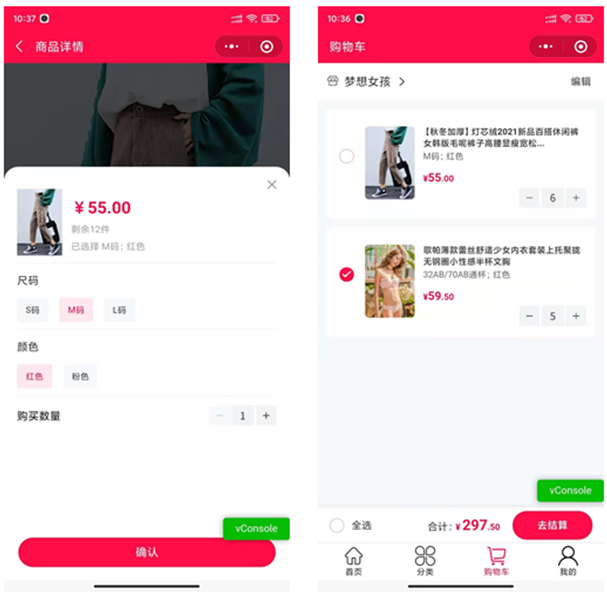 10:37
商品详情
¥ 55.00
剩余12件
已选择 M码; 红色
尺码
S码
M码
L码
颜色
红色
粉色
购买数量
1
vConsole
确认
10:36
购物车
梦想女孩
编辑
【秋冬加厚】灯芯绒2021新品百搭休闲裤
女韩版毛呢裤子高腰显瘦宽松...
M码; 红色
¥55.00
6
歌帕薄款蕾丝舒适少女内衣套装上托聚拢
无钢圈小性感半杯文胸
32AB/70AB通杯; 红色
¥59.50
5
vConsole
全选
合计: ¥297.50
去结算
首页
分类
购物车
我的